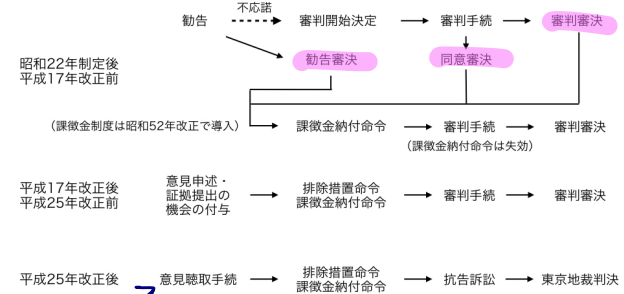 不応諾
勧告 審判開始決定 審判手続 審判審決
昭和22年制定後
平成17年改正前
勧告審決 同意審決
(課徴金制度は昭和52年改正で導入) 課徴金納付命令 審判手続 審判審決
(課徴金納付命令は失効)
平成17年改正後
平成25年改正前
意見申述・
証拠提出の
機会の付与
排除措置命令
課徴金納付命令
審判手続 審判審決
平成25年改正後 意見聴取手続
排除措置命令
課徴金納付命令
抗告訴訟 東京地裁判決